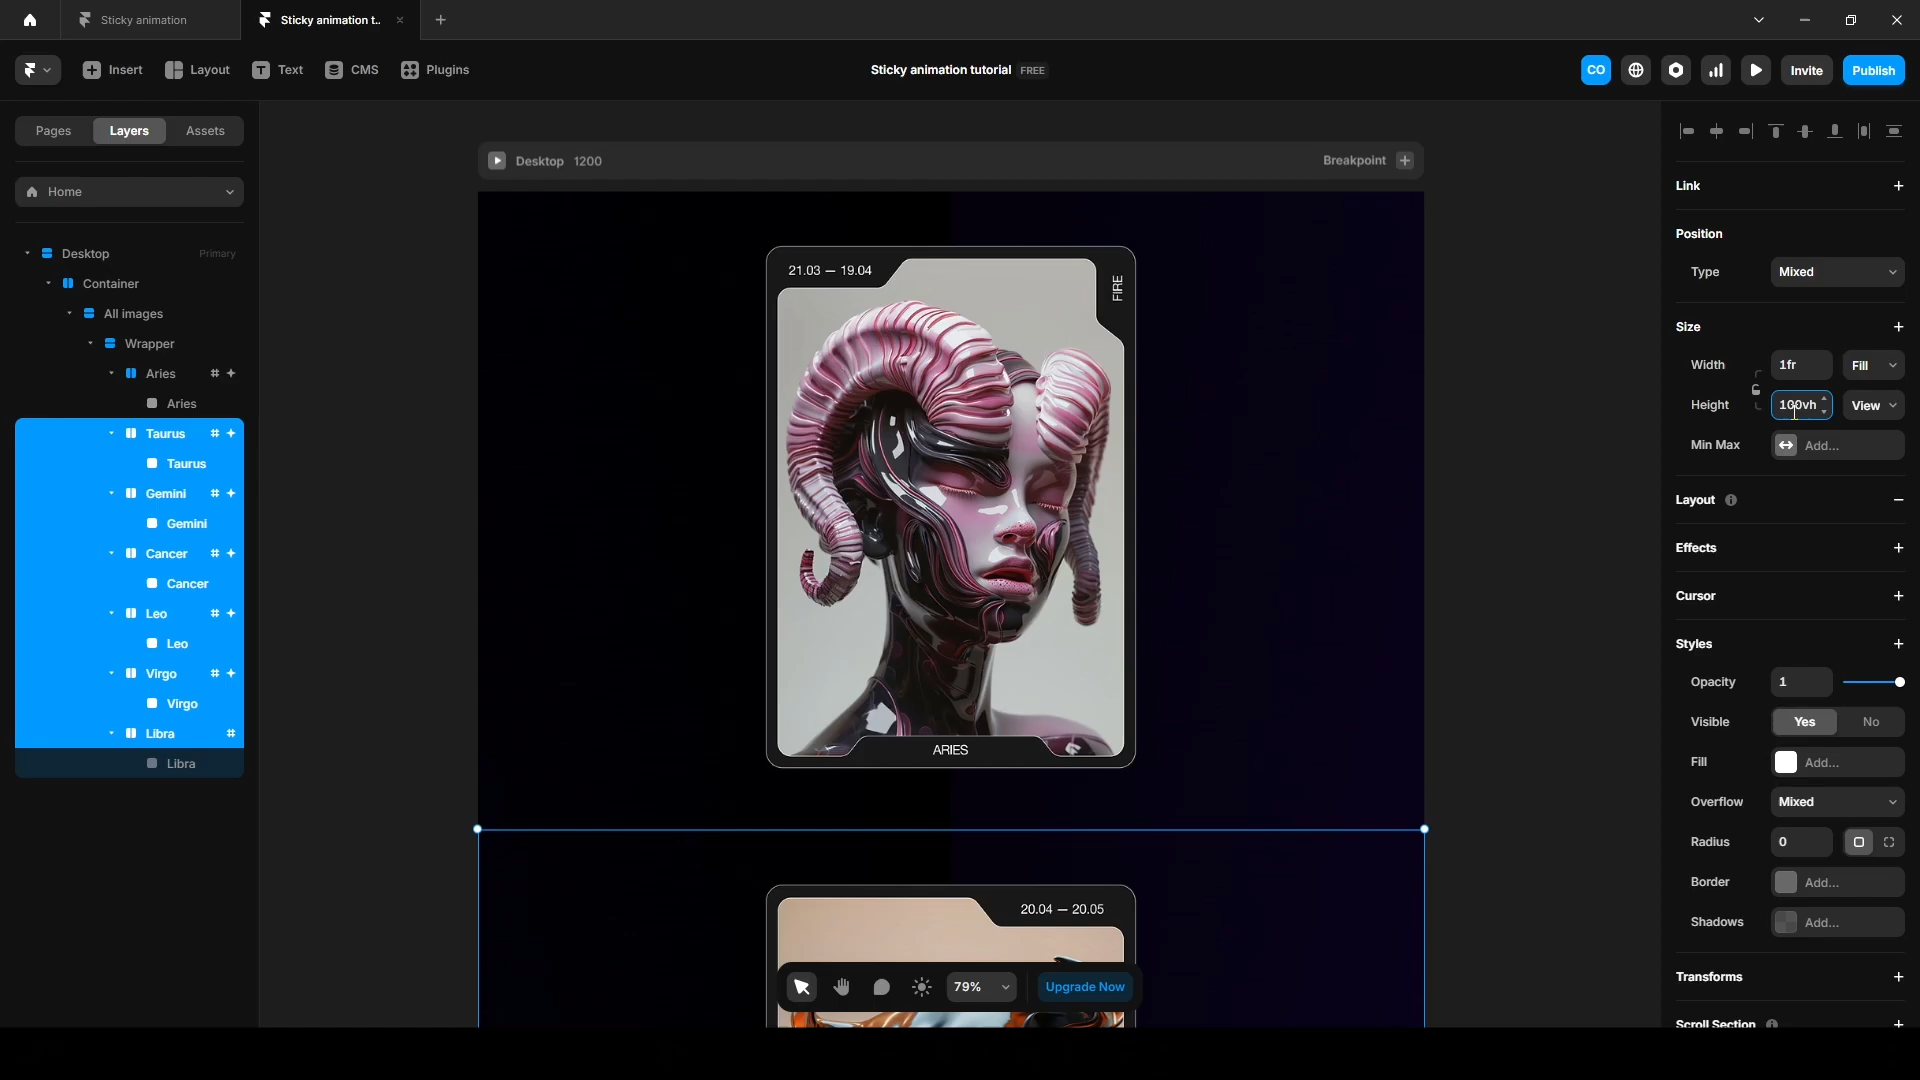 Sticky animation
Sticky animation t..
Insert
Layout
Text
CMS
Plugins
Sticky animation tutorial FREE
CO
Invite
Publish
Pages
Layers
Assets
Home
Desktop Primary
Container
All images
Wrapper
Aries
Aries
Taurus
Taurus
Gemini
Gemini
Cancer
Cancer
Leo
Leo
Virgo
Virgo
Libra
Libra
Desktop 1200
Breakpoint
21.03 — 19.04
FIRE
ARIES
20.04 — 20.05
79%
Upgrade Now
Link
Position
Type Mixed
Size
Width 1fr Fill
Height 100vh View
Min Max Add...
Layout
Effects
Cursor
Styles
Opacity 1
Visible Yes No
Fill Add...
Overflow Mixed
Radius 0
Border Add...
Shadows Add...
Transforms
Scroll Section